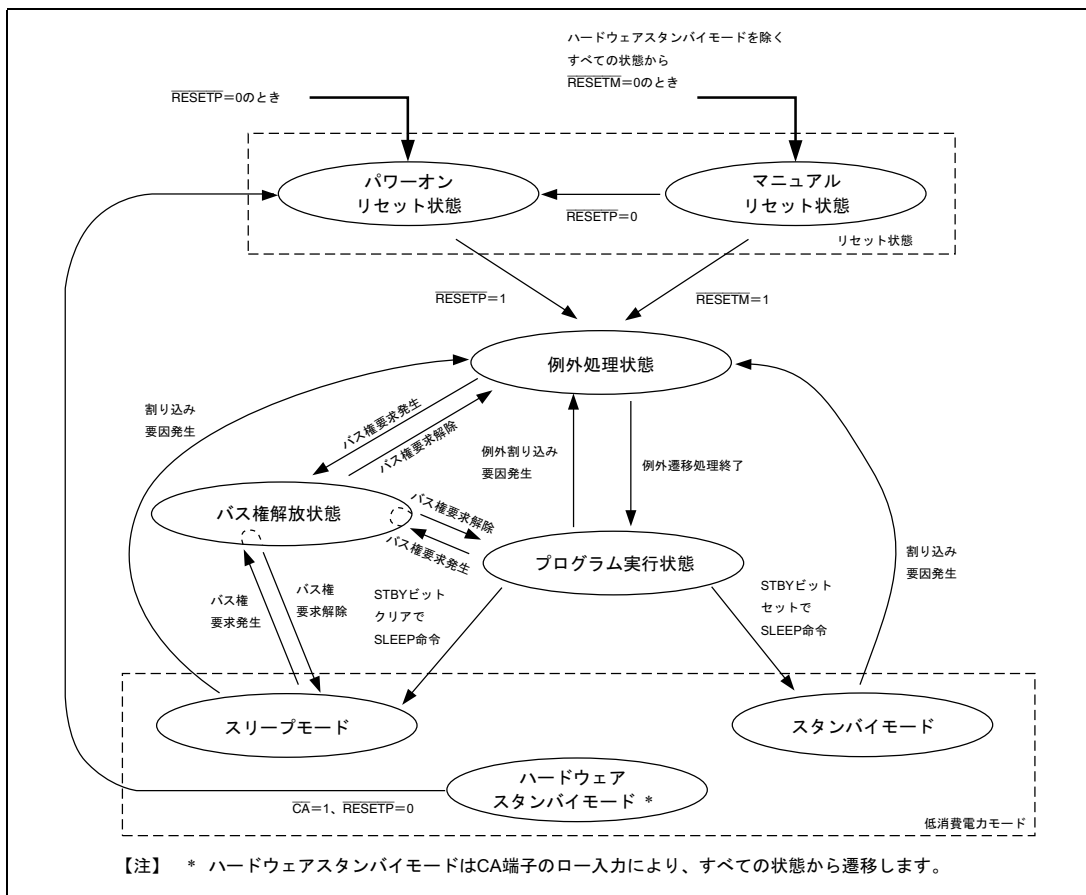 ハードウェアスタンバイモードを除く
すべての状態から
RESETM=0のとき
RESETP=0のとき
パワーオン
リセット状態
マニュアル
リセット状態
RESETP=0
リセット状態
RESETP=1
RESETM=1
例外処理状態
割り込み
要因発生
バス権要求発生
バス権要求解除
例外割り込み
要因発生
例外遷移処理終了
バス権解放状態
バス権要求解除
バス権要求発生
プログラム実行状態
割り込み
要因発生
バス権
要求発生
バス権
要求解除
STBYビット
クリアで
SLEEP命令
STBYビット
セットで
SLEEP命令
スリープモード
スタンバイモード
ハードウェア
スタンバイモード *
CA=1、RESETP=0
低消費電力モード
【注】 * ハードウェアスタンバイモードはCA端子のロー入力により、すべての状態から遷移します。